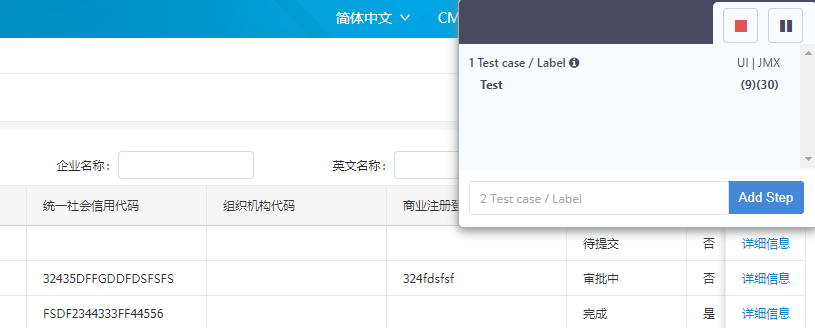 简体中文 CM
1 Test case / Label UI | JMX
Test (9)(30)
2 Test case / Label Add Step
企业名称: 英文名称:
统一社会信用代码 组织机构代码 商业注册登
待提交 否 详细信息
32435DFFGDDFDSFSFS 324fdsfsf 审批中 否 详细信息
FSDF2344333FF44556 完成 是 详细信息